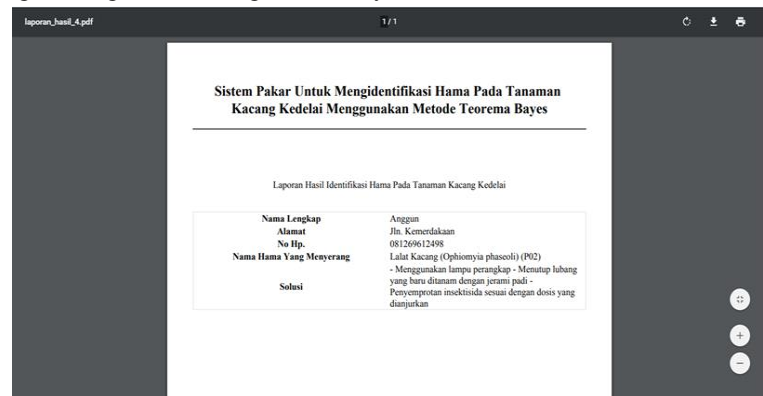 laporan_hasil_4.pdf
1 / 1
Sistem Pakar Untuk Mengidentifikasi Hama Pada Tanaman
Kacang Kedelai Menggunakan Metode Teorema Bayes
Laporan Hasil Identifikasi Hama Pada Tanaman Kacang Kedelai
Nama Lengkap Anggun
Alamat Jln. Kemerdakaan
No Hp. 081269612498
Nama Hama Yang Menyerang Lalat Kacang (Ophiomyia phaseoli) (P02)
Solusi
- Menggunakan lampu perangkap - Menutup lubang
yang baru ditanam dengan jerami padi -
Penyemprotan insektisida sesuai dengan dosis yang
dianjurkan